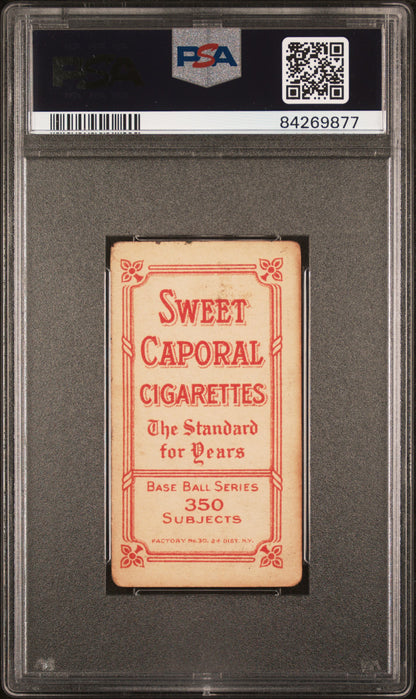 PSA
PSA
84269877
SWEET
CAPORAL
CIGARETTES
The Standard
for Years
BASE BALL SERIES
350
SUBJECTS
FACTORY No. 30, 2d DIST. N.Y.